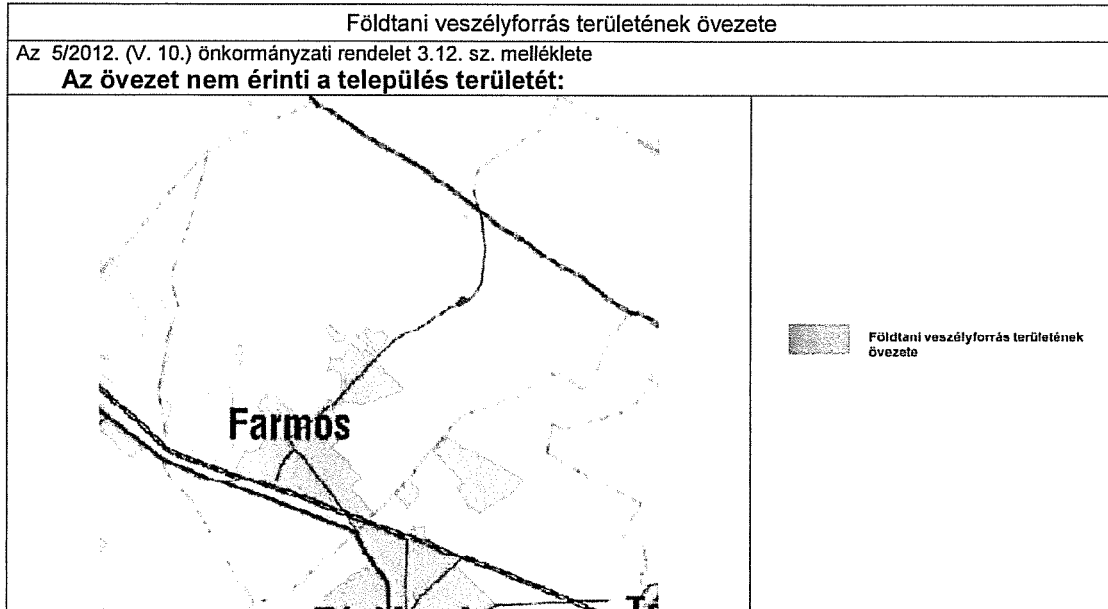 Földtani veszélyforrás területének övezete
Az 5/2012. (V. 10.) önkormányzati rendelet 3.12. sz. melléklete
Az övezet nem érinti a település területét:
Farmos
Földtani veszélyforrás területének
övezete